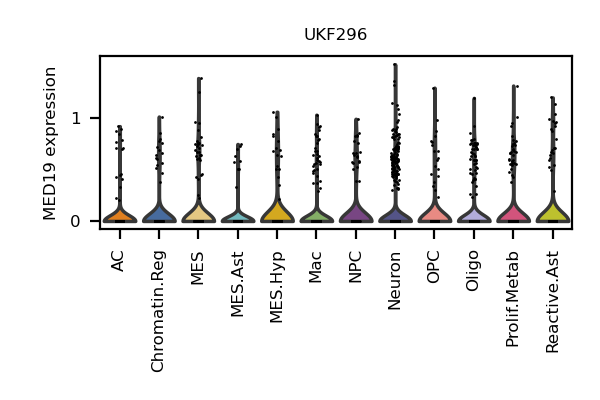 UKF296
MED19 expression
1
0
AC
Chromatin.Reg
MES
MES.Ast
MES.Hyp
Mac
NPC
Neuron
OPC
Oligo
Prolif.Metab
Reactive.Ast